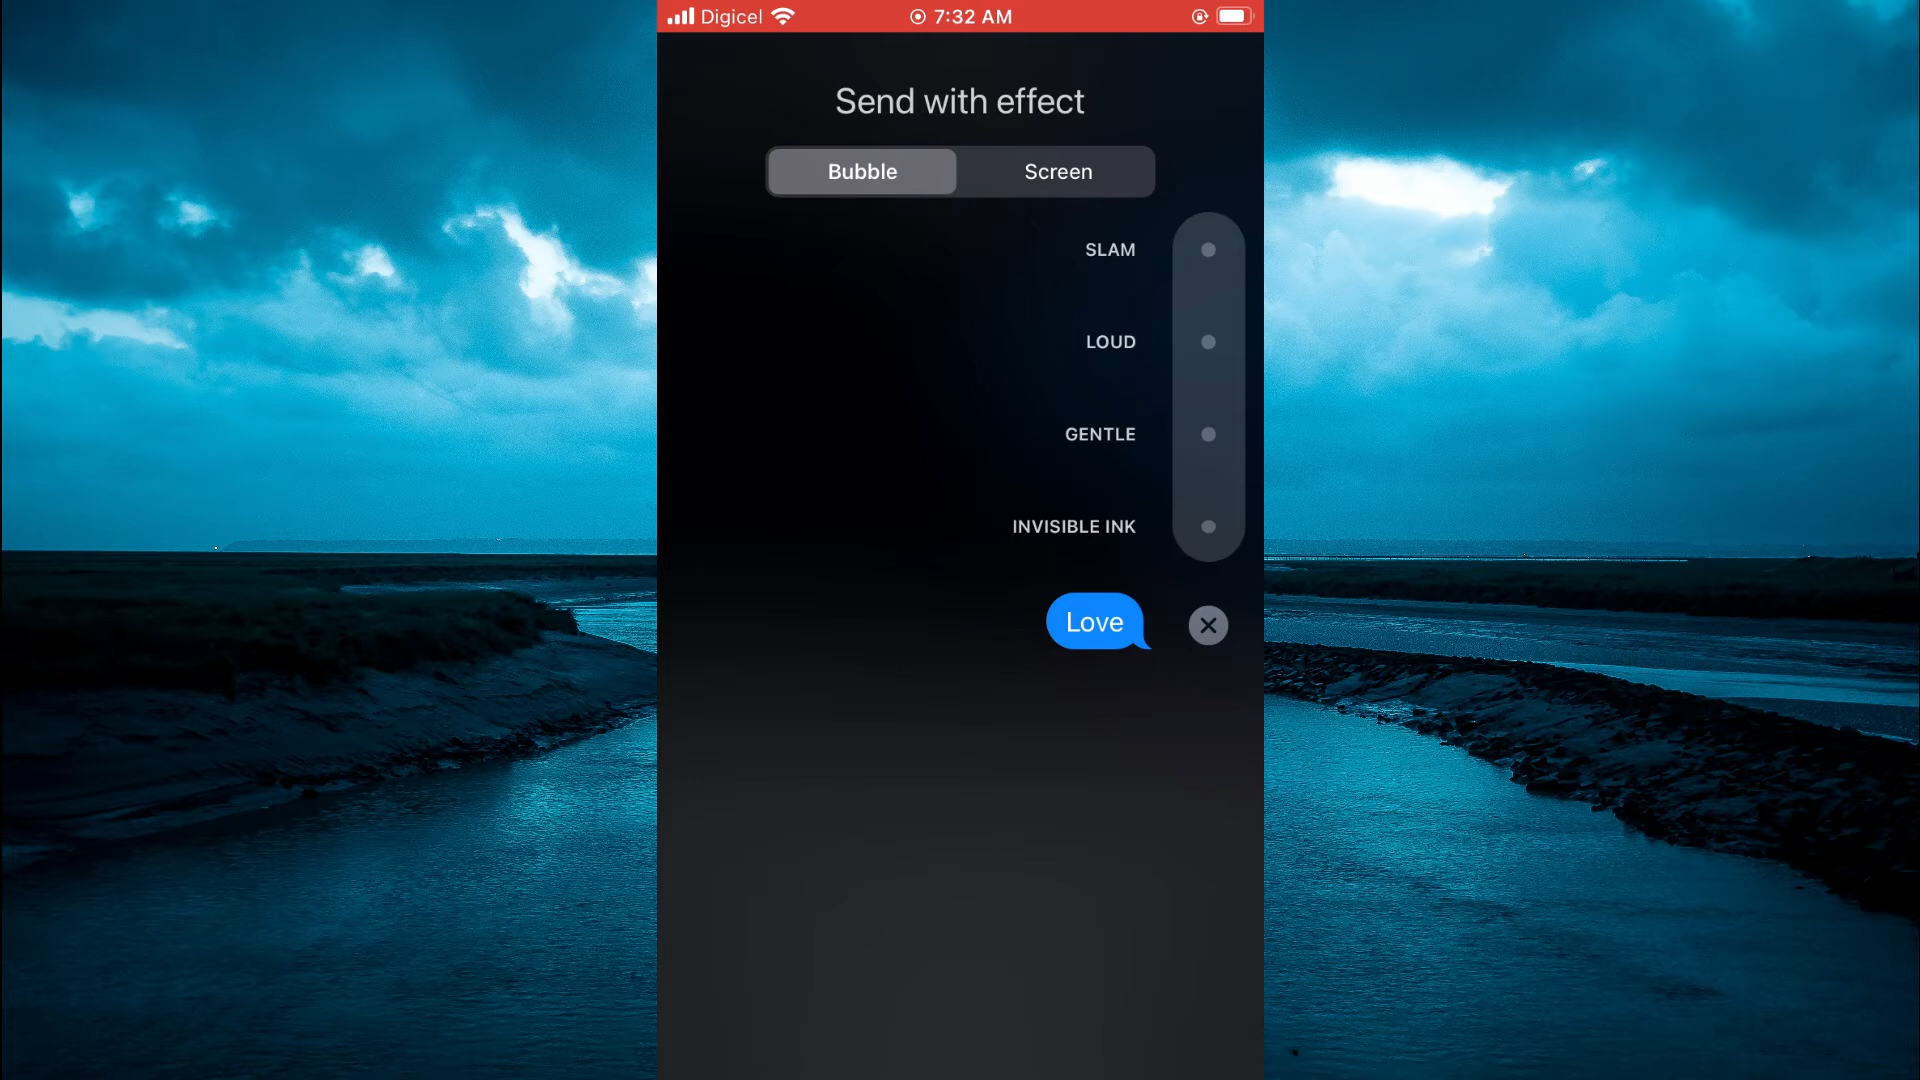 Digicel 7:32 AM
Send with effect
Bubble Screen
SLAM
LOUD
GENTLE
INVISIBLE INK
Love